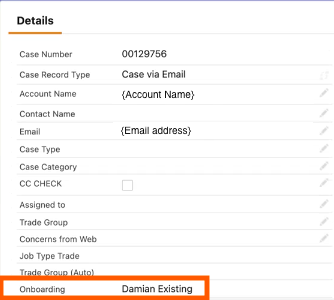 Details
Case Number 00129756
Case Record Type Case via Email
Account Name {Account Name}
Contact Name
Email {Email address}
Case Type
Case Category
CC CHECK
Assigned to
Trade Group
Concerns from Web
Job Type Trade
Trade Group (Auto)
Onboarding Damian Existing